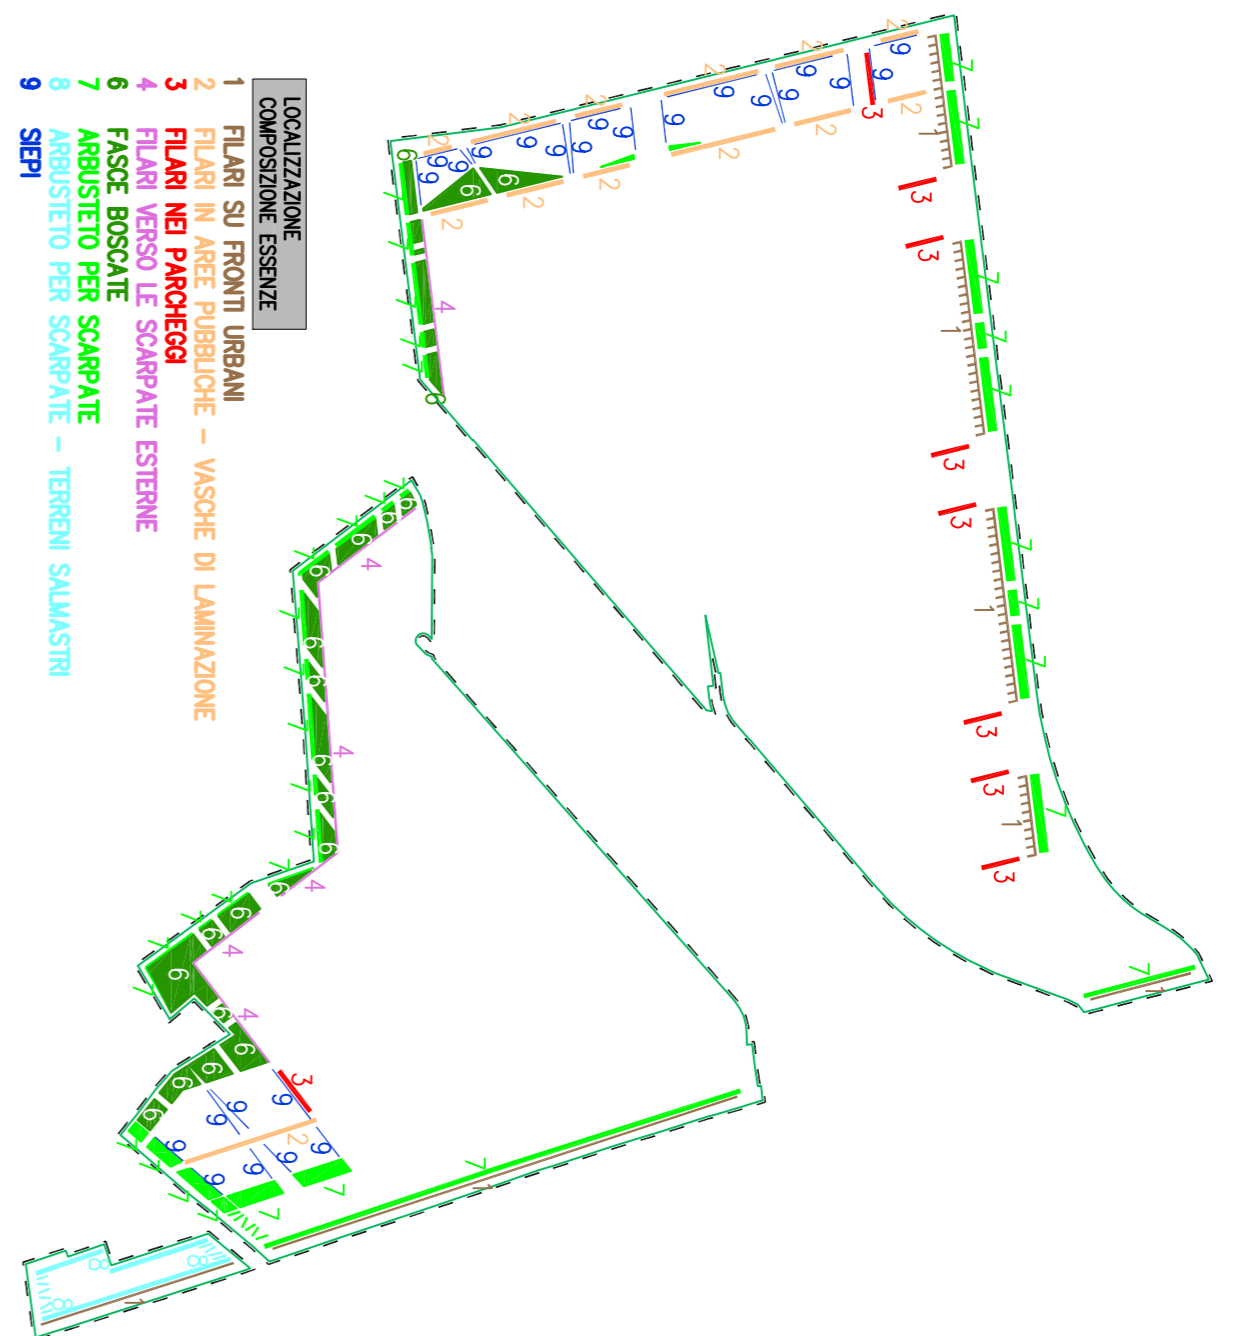 LOCALIZZAZIONE
COMPOSIZIONE ESSENZE
1 FILARI SU FRONTI URBANI
2 FILARI IN AREE PUBBLICHE - VASCHE DI LAMINAZIONE
3 FILARI NEI PARCHEGGI
4 FILARI VERSO LE SCARPATE ESTERNE
6 FASCE BOSCATE
7 ARBUSTETO PER SCARPATE
8 ARBUSTETO PER SCARPATE - TERRENI SALMASTRI
9 SIEPI